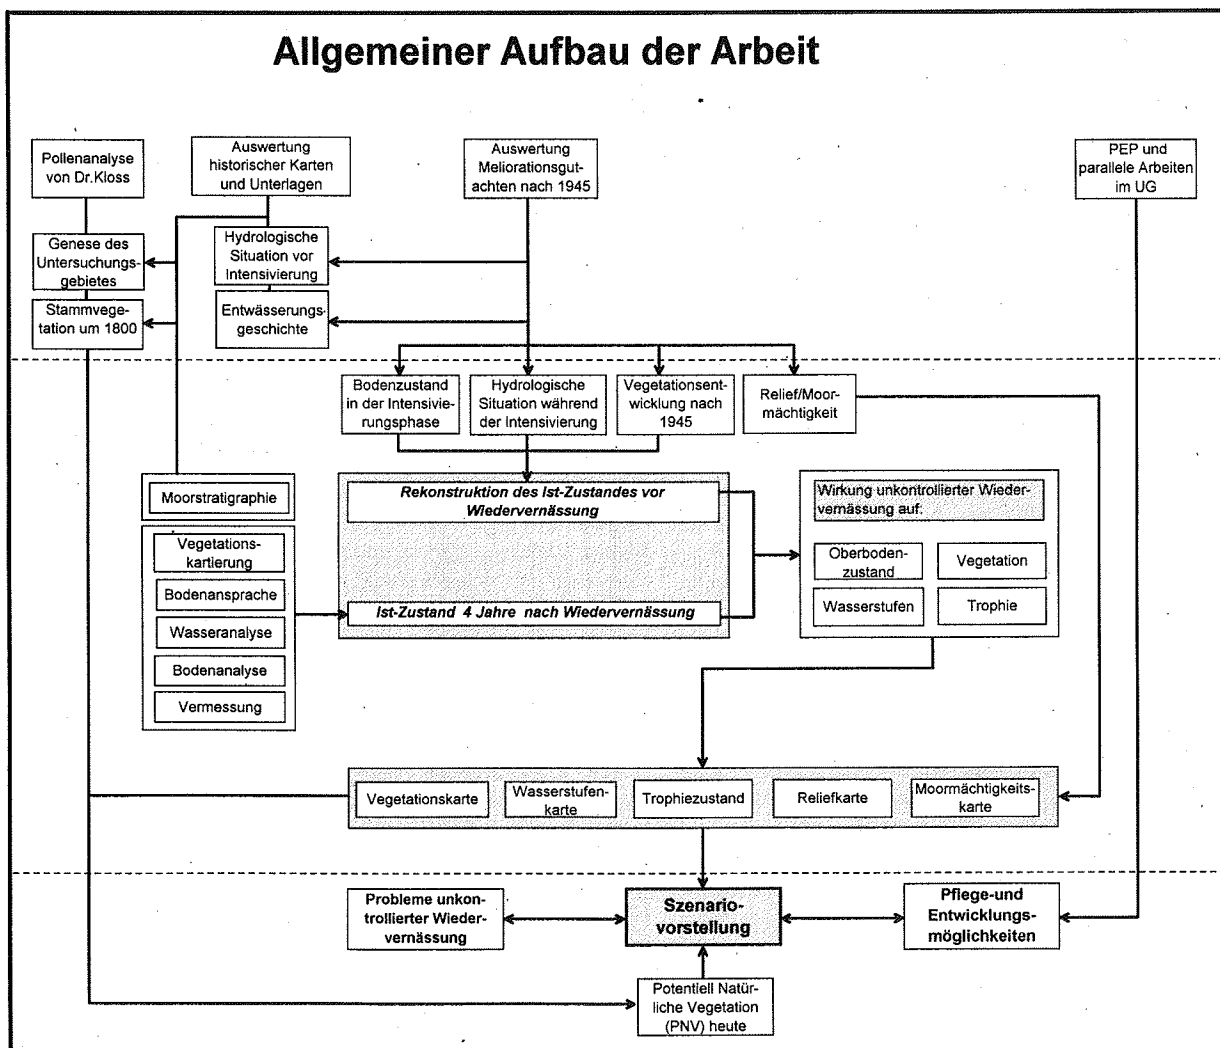 Allgemeiner Aufbau der Arbeit
Pollenanalyse
von Dr.Kloss
Auswertung
historischer Karten
und Unterlagen
Auswertung
Meliorationsgut-
achten nach 1945
PEP und
parallele Arbeiten
im UG
Genese des
Untersuchungs-
gebietes
Hydrologische
Situation vor
Intensivierung
Stammvege-
tation um 1800
Entwässerungs-
geschichte
Bodenzustand
in der Intensivie-
rungsphase
Hydrologische
Situation während
der Intensivierung
Vegetationsent-
wicklung nach
1945
Relief/Moor-
mächtigkeit
Moorstratigraphie
Vegetations-
kartierung
Bodenansprache
Wasseranalyse
Bodenanalyse
Vermessung
Rekonstruktion des Ist-Zustandes vor
Wiedervernässung
Ist-Zustand 4 Jahre nach Wiedervernässung
Wirkung unkontrollierter Wieder-
vernässung auf:
Oberboden-
zustand
Vegetation
Wasserstufen
Trophie
Vegetationskarte
Wasserstufen-
karte
Trophiezustand
Reliefkarte
Moormächtigkeits-
karte
Probleme unkon-
trollierter Wieder-
vernässung
Szenario-
vorstellung
Pflege-und
Entwicklungs-
möglichkeiten
Potentiell Natür-
liche Vegetation
(PNV) heute